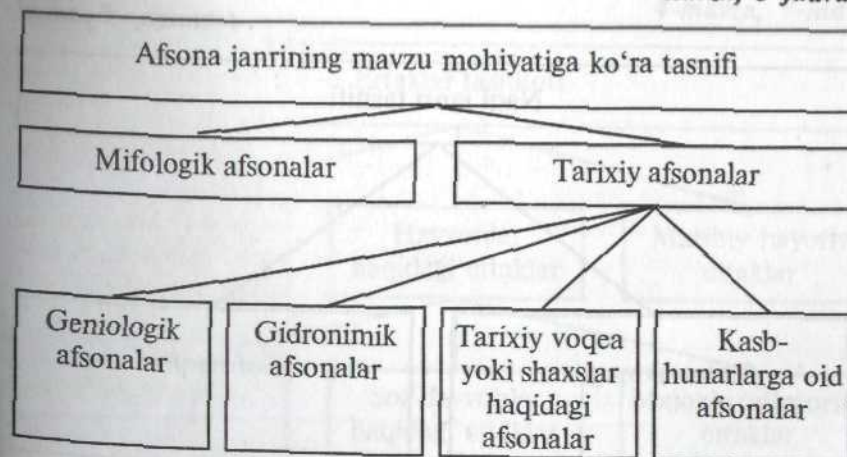 Afsona janrining mavzu mohiyatiga ko‘ra tasnifi
Mifologik afsonalar
Tarixiy afsonalar
Geniologik
afsonalar
Gidronimik
afsonalar
Tarixiy voqea
yoki shaxslar
haqidagi
afsonalar
Kasb-
hunarlarga oid
afsonalar